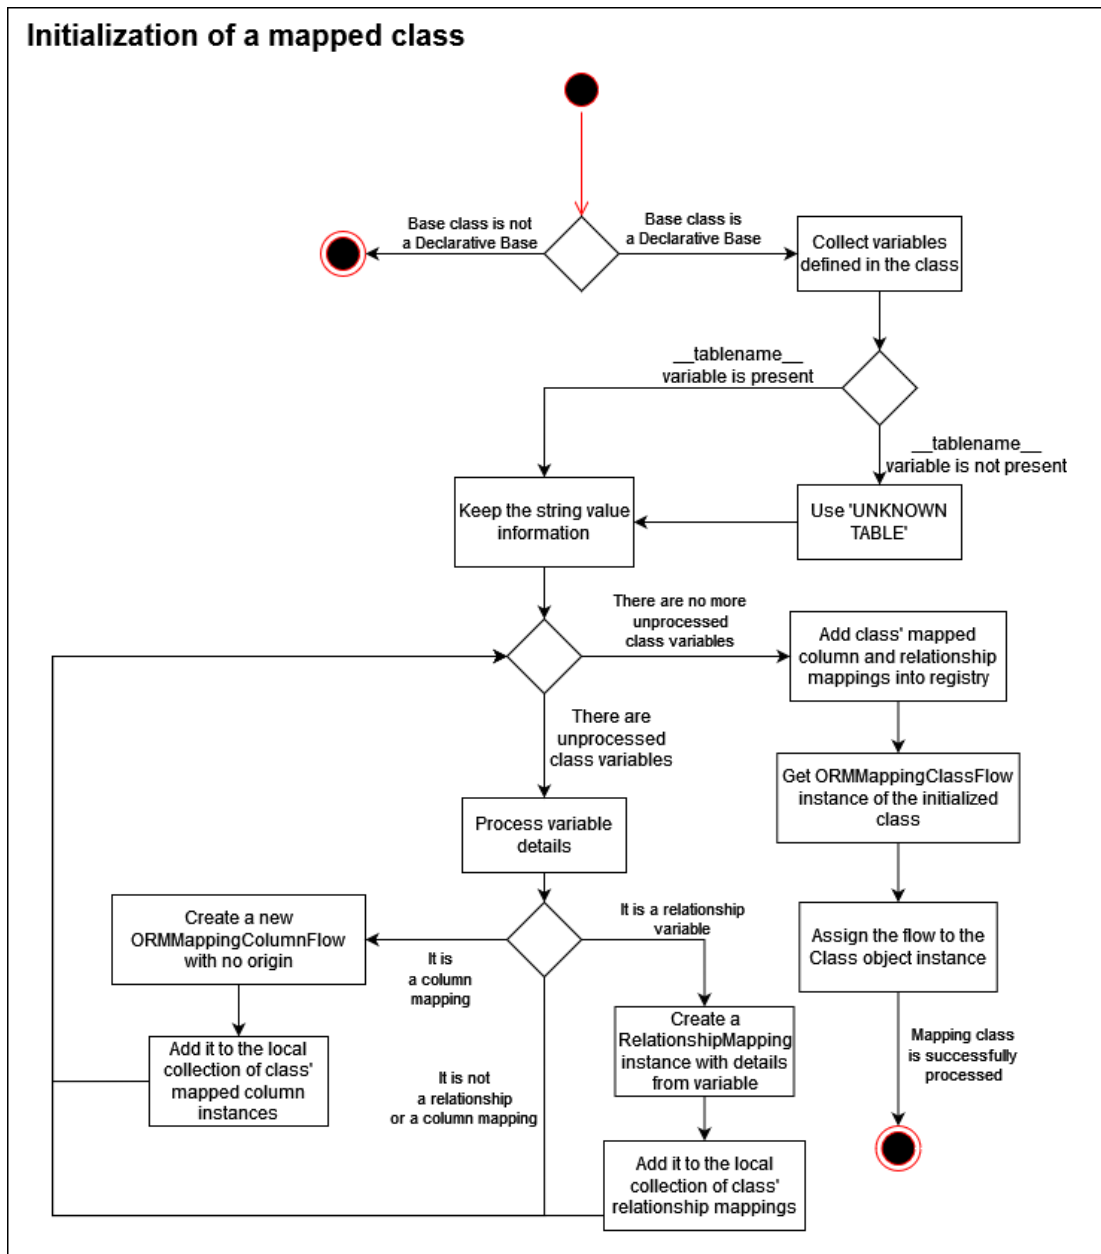 Initialization of a mapped class
Base class is not
a Declarative Base
Base class is
a Declarative Base
Collect variables
defined in the class
__tablename__
variable is present
__tablename__
variable is not present
Keep the string value
information
Use 'UNKNOWN
TABLE'
There are no more
unprocessed
class variables
Add class' mapped
column and relationship
mappings into registry
There are
unprocessed
class variables
Get ORMMappingClassFlow
instance of the initialized
class
Process variable
details
Create a new
ORMMappingColumnFlow
with no origin
It is
a column
mapping
It is a relationship
variable
Assign the flow to the
Class object instance
Create a
RelationshipMapping
instance with details
from variable
Mapping class
is successfully
processed
Add it to the local
collection of class'
mapped column
instances
It is not
a relationship
or a column mapping
Add it to the local
collection of class'
relationship mappings